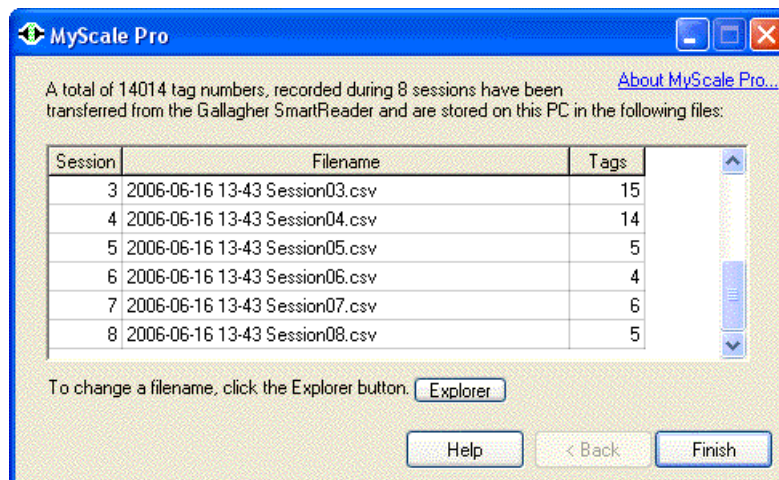 MyScale Pro
About MyScale Pro...
A total of 14014 tag numbers, recorded during 8 sessions have been
transferred from the Gallagher SmartReader and are stored on this PC in the following files:
Session Filename Tags
3 2006-06-16 13-43 Session03.csv 15
4 2006-06-16 13-43 Session04.csv 14
5 2006-06-16 13-43 Session05.csv 5
6 2006-06-16 13-43 Session06.csv 4
7 2006-06-16 13-43 Session07.csv 6
8 2006-06-16 13-43 Session08.csv 5
To change a filename, click the Explorer button. Explorer
Help < Back Finish